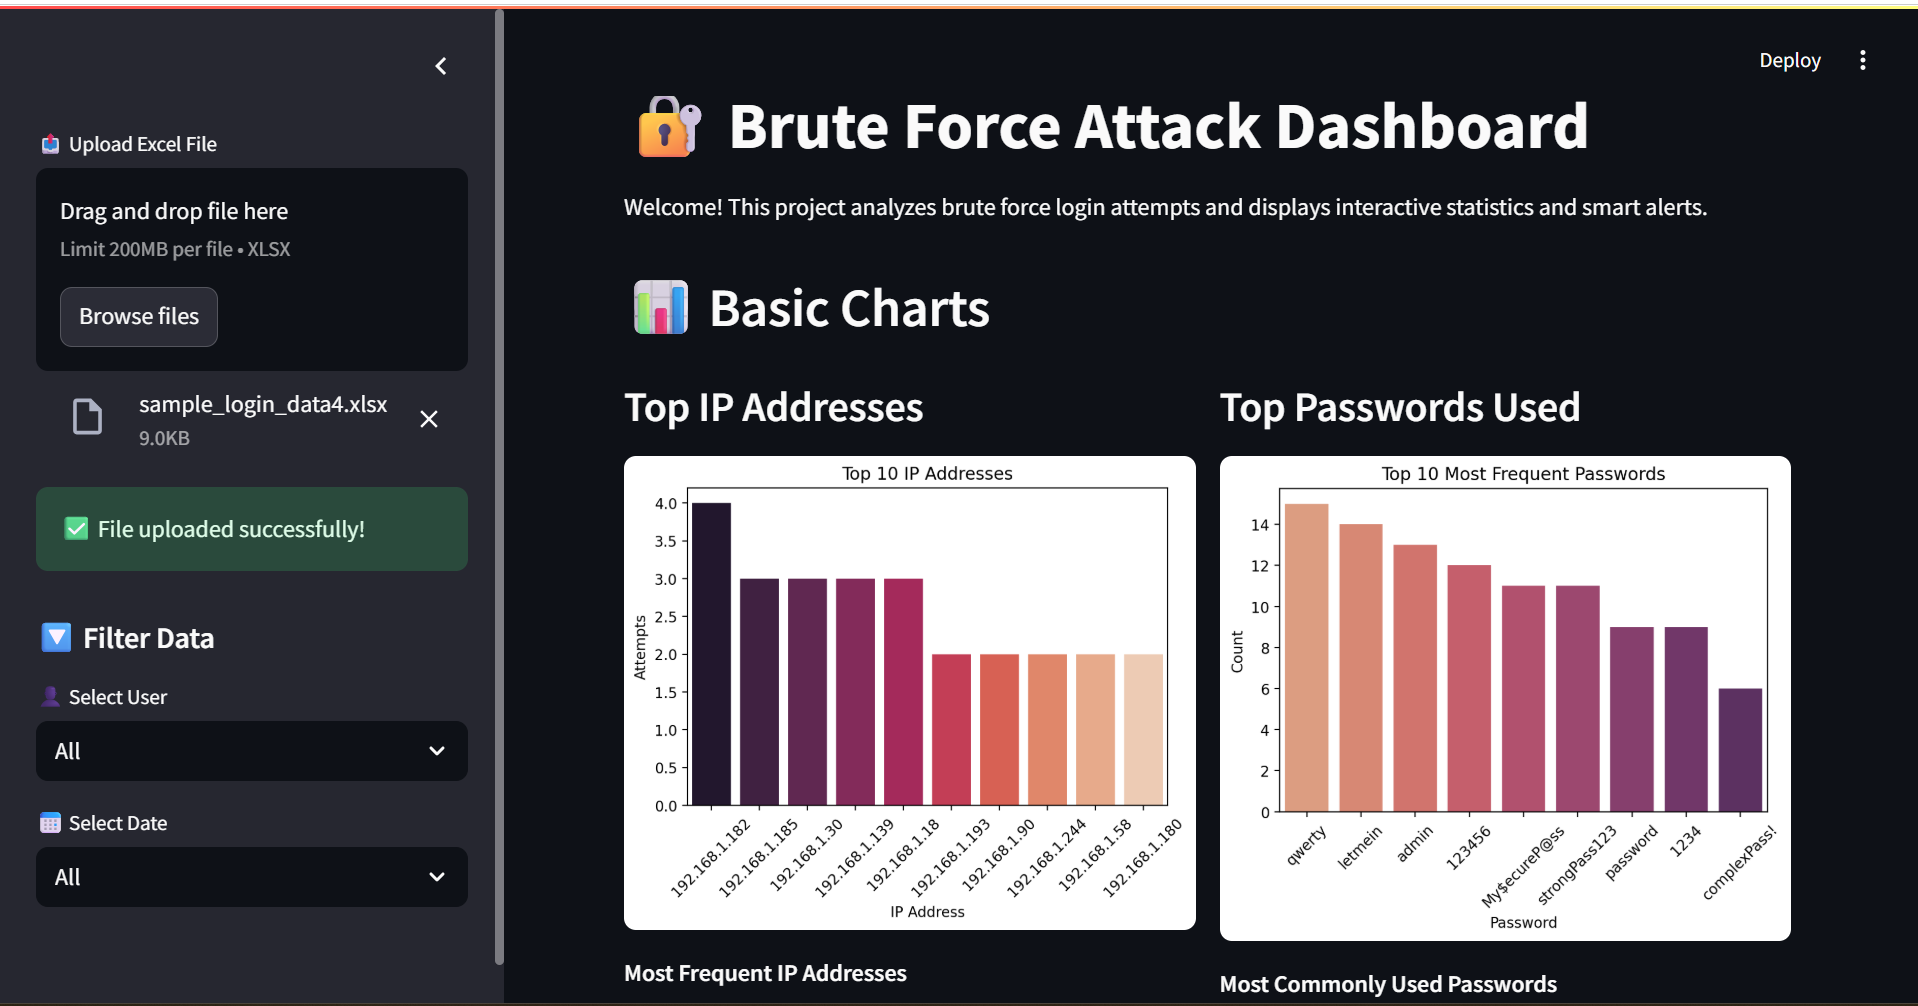 Upload Excel File
Drag and drop file here
Limit 200MB per file • XLSX
Browse files
sample_login_data4.xlsx
9.0KB
File uploaded successfully!
Filter Data
Select User
All
Select Date
All
Deploy
Brute Force Attack Dashboard
Welcome! This project analyzes brute force login attempts and displays interactive statistics and smart alerts.
Basic Charts
Top IP Addresses
Top 10 IP Addresses
Attempts
4.0
3.5
3.0
2.5
2.0
1.5
1.0
0.5
0.0
192.168.1.182
192.168.1.185
192.168.1.30
192.168.1.139
192.168.1.18
192.168.1.193
192.168.1.90
192.168.1.244
192.168.1.58
192.168.1.180
IP Address
Most Frequent IP Addresses
Top Passwords Used
Top 10 Most Frequent Passwords
Count
14
12
10
8
6
4
2
0
qwerty
letmein
admin
123456
My$ecureP@ss
strongPass123
password
1234
complexPass!
Password
Most Commonly Used Passwords